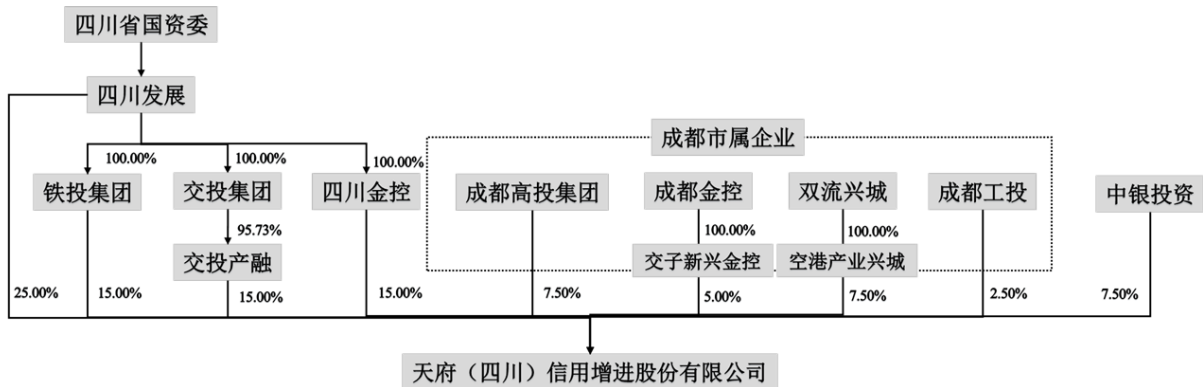 四川省国资委
四川发展
成都市属企业
100.00%
100.00%
100.00%
铁投集团
交投集团
四川金控
成都高投集团
成都金控
双流兴城
成都工投
中银投资
95.73%
100.00%
100.00%
交投产融
交子新兴金控
空港产业兴城
25.00%
15.00%
15.00%
15.00%
7.50%
5.00%
7.50%
2.50%
7.50%
天府（四川）信用增进股份有限公司